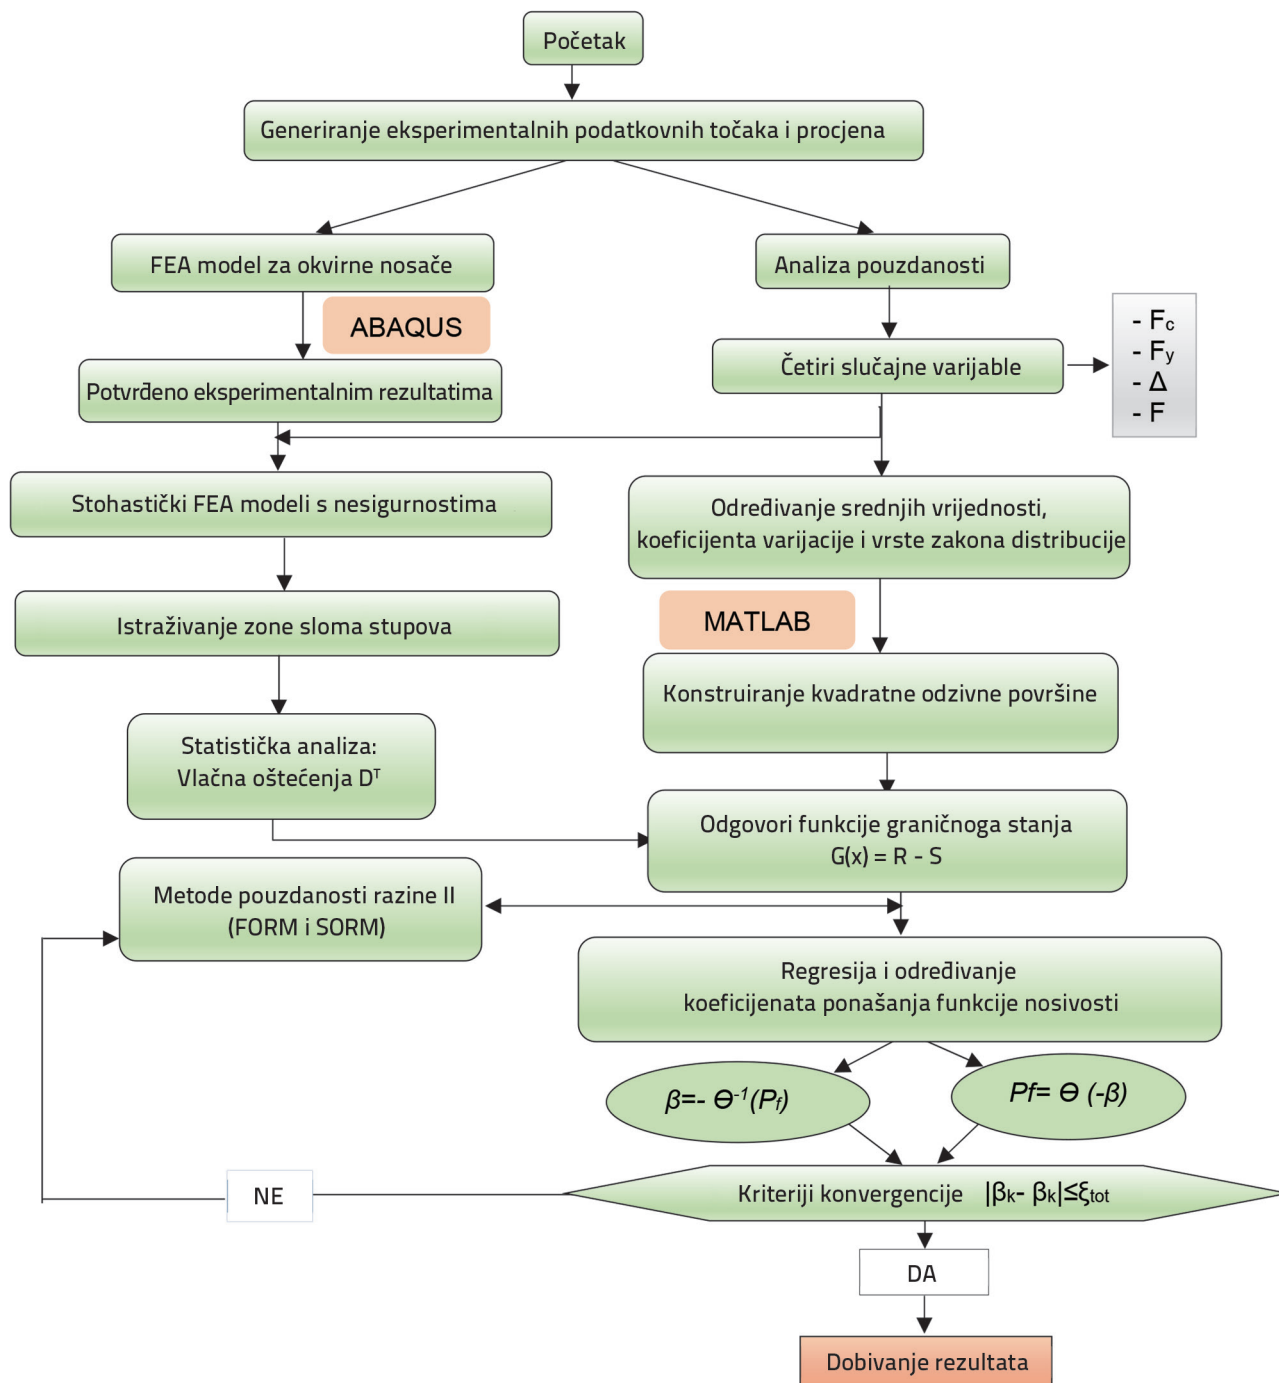 Početak
Generiranje eksperimentalnih podatkovnih točaka i procjena
FEA model za okvirne nosače
Analiza pouzdanosti
ABAQUS
- Fc
- Fy
- Δ
- F
Potvrđeno eksperimentalnim rezultatima
Četiri slučajne varijable
Stohastički FEA modeli s nesigurnostima
Određivanje srednjih vrijednosti,
koeficijenta varijacije i vrste zakona distribucije
Istraživanje zone sloma stupova
MATLAB
Konstruiranje kvadratne odzivne površine
Statistička analiza:
Vlačna oštećenja Dᵀ
Odgovori funkcije graničnoga stanja
G(x) = R - S
Metode pouzdanosti razine II
(FORM i SORM)
Regresija i određivanje
koeficijenata ponašanja funkcije nosivosti
β=- Ɵ⁻¹(Pf)
Pf= Ɵ (-β)
Kriteriji konvergencije |βk- βk|≤ξtot
NE
DA
Dobivanje rezultata